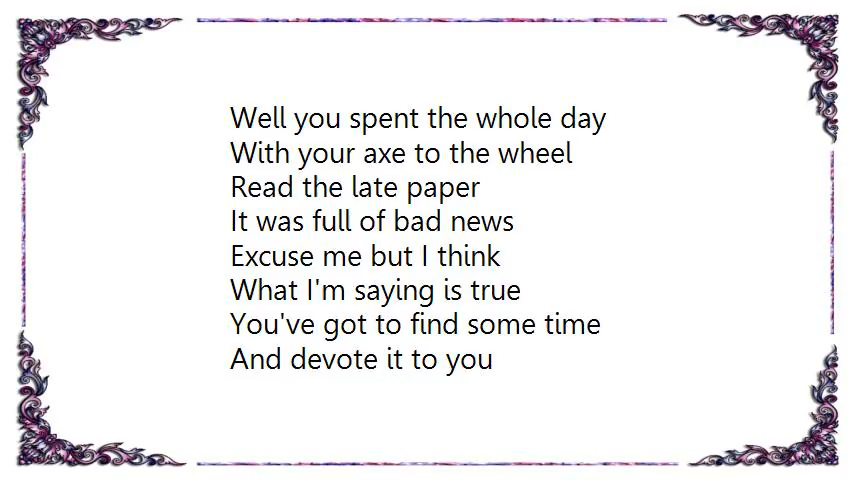 Well you spent the whole day
With your axe to the wheel
Read the late paper
It was full of bad news
Excuse me but I think
What I'm saying is true
You've got to find some time
And devote it to you